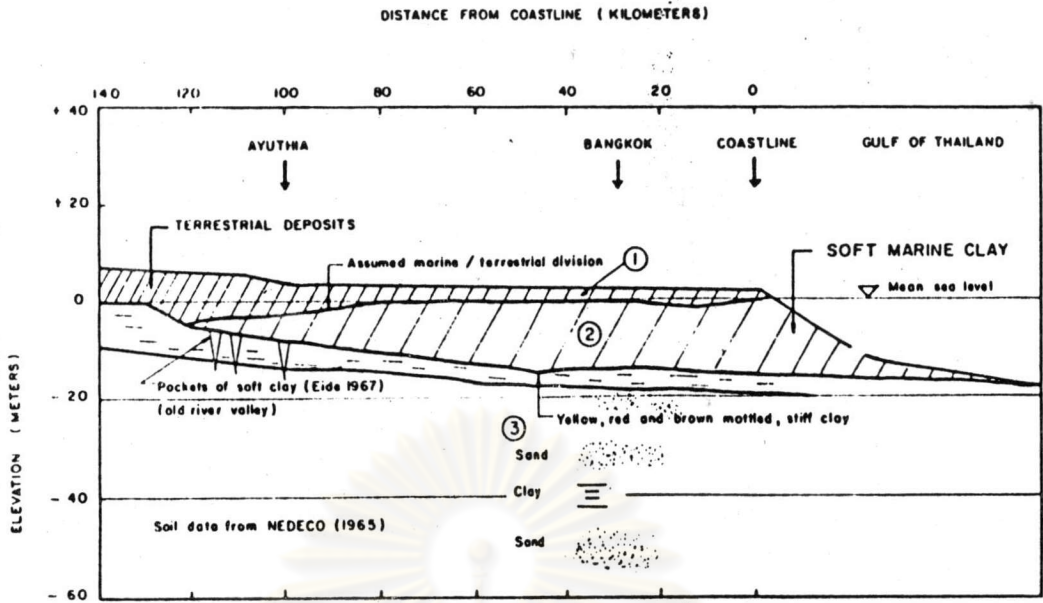 DISTANCE FROM COASTLINE (KILOMETERS)
140 120 100 80 60 40 20 0
+ 40
AYUTHIA BANGKOK COASTLINE GULF OF THAILAND
+ 20
TERRESTRIAL DEPOSITS
Assumed marine / terrestrial division
1
SOFT MARINE CLAY
0
Mean sea level
2
Pockets of soft clay (Eide 1967)
(old river valley)
- 20
Yellow, red and brown mottled, stiff clay
3
Sand
Clay
- 40
Soil data from NEDECO (1965)
Sand
- 60
ELEVATION (METERS)